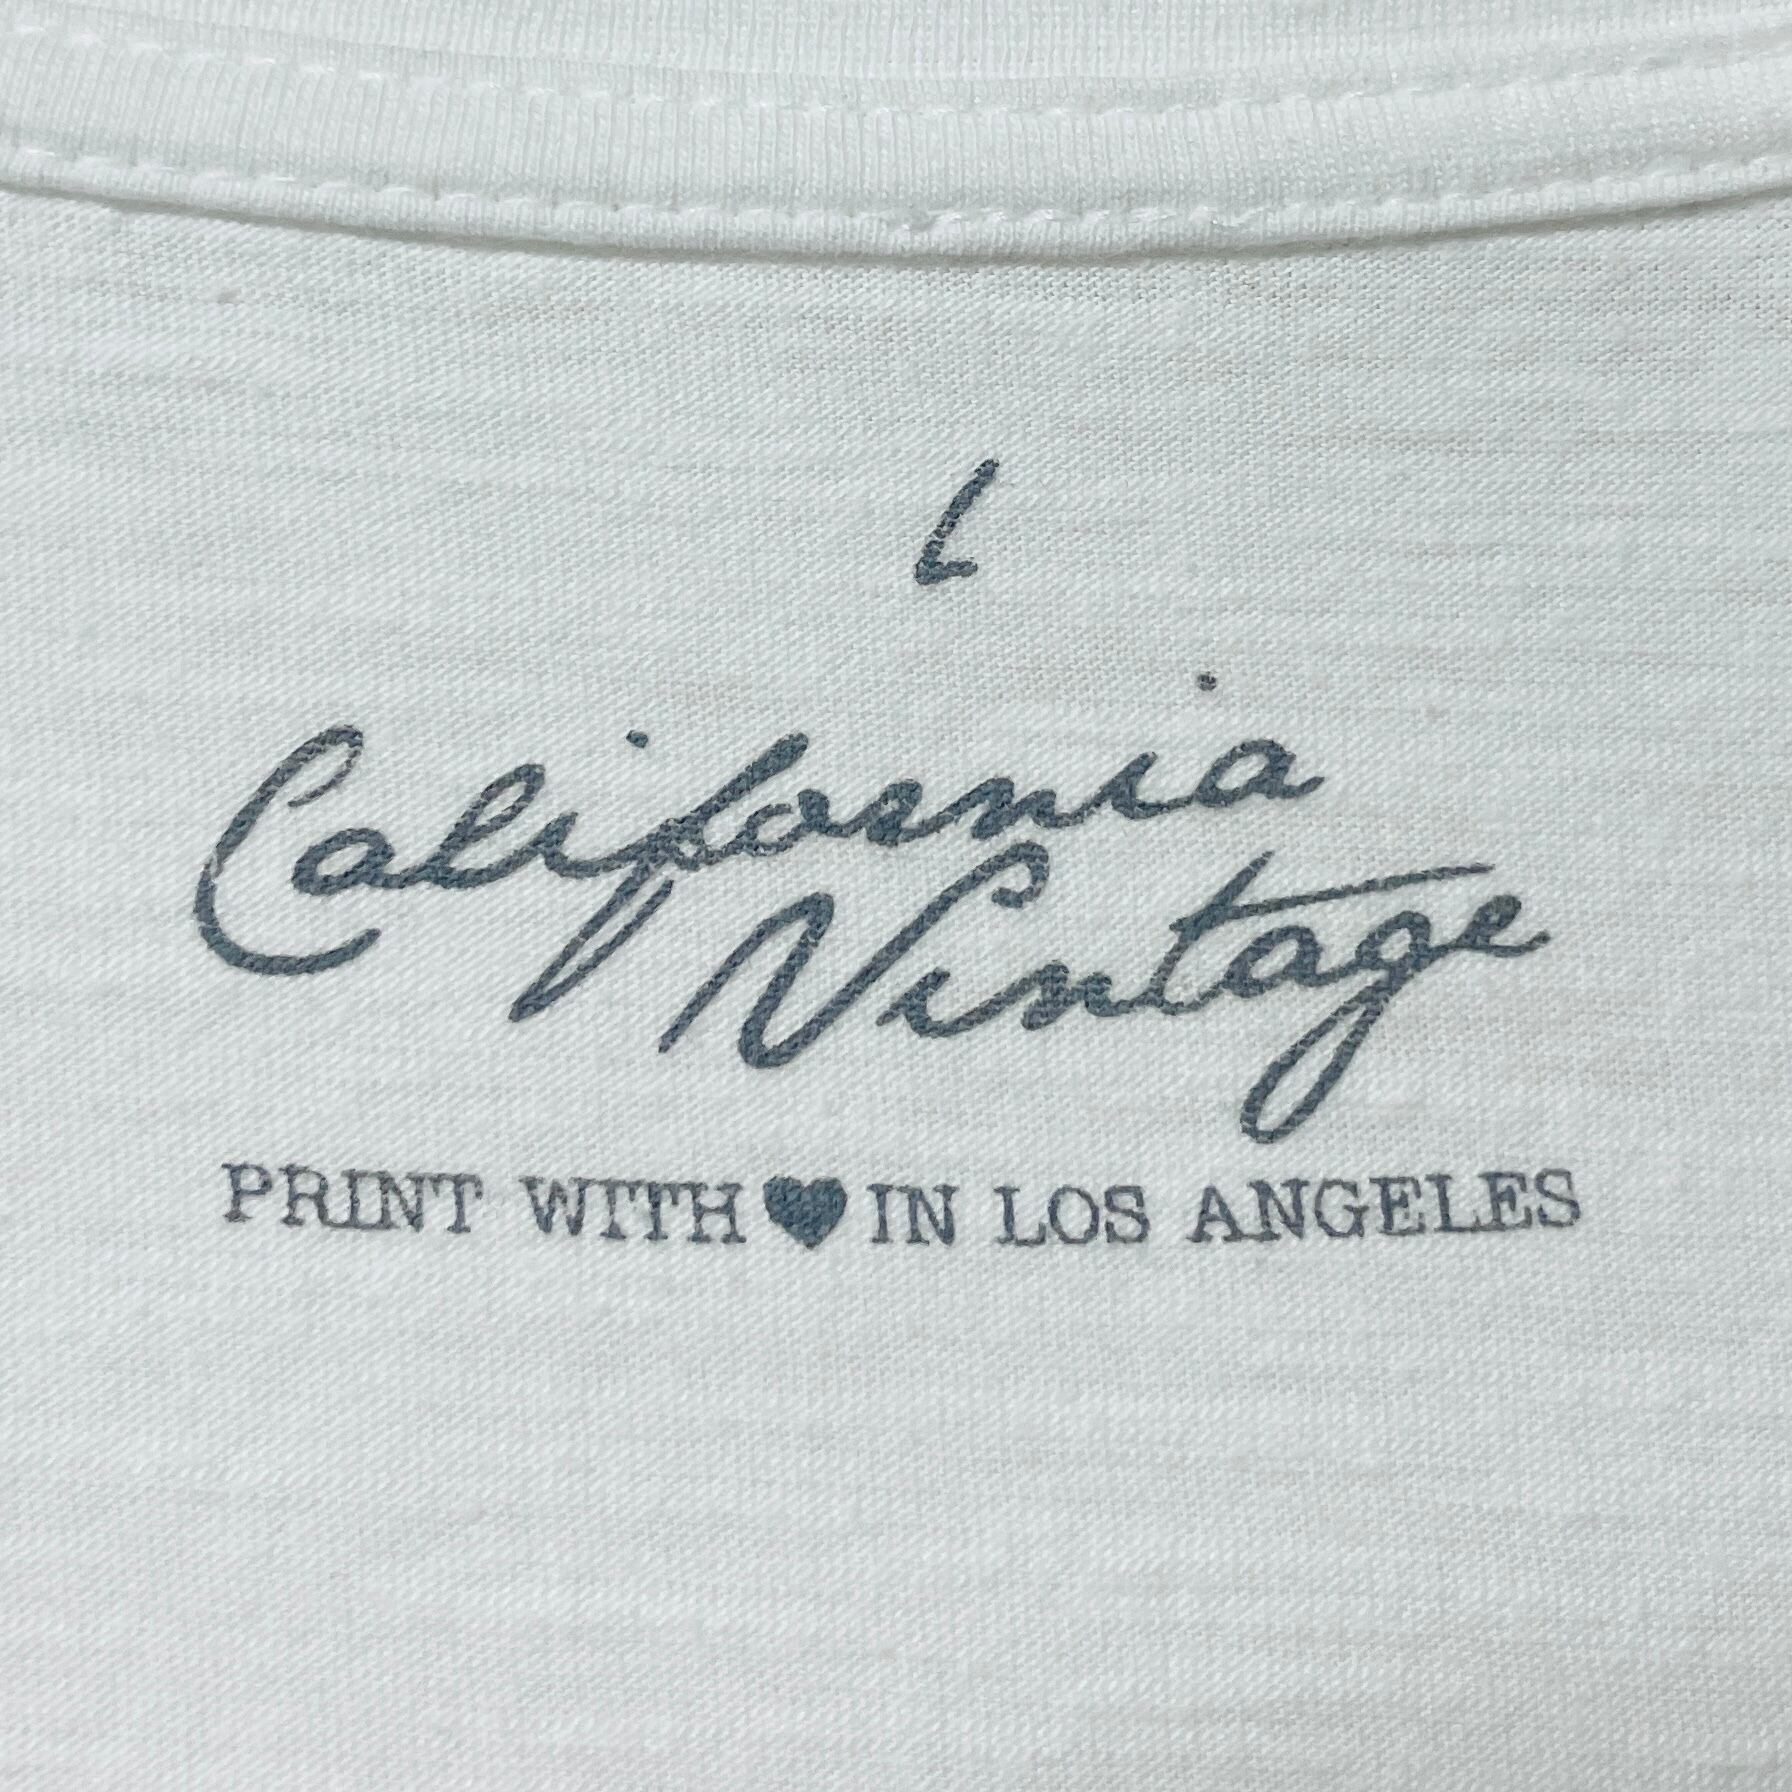 L
California
Vintage
PRINT WITH ♥ IN LOS ANGELES